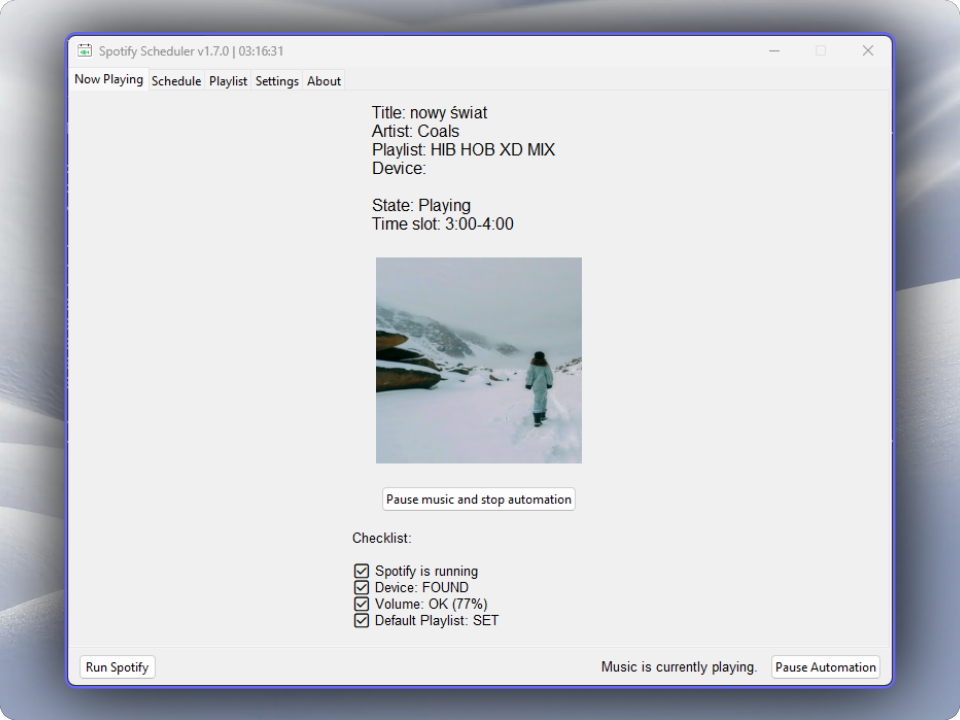 Spotify Scheduler v1.7.0 | 03:16:31
Now Playing Schedule Playlist Settings About
Title: nowy świat
Artist: Coals
Playlist: HIB HOB XD MIX
Device:
State: Playing
Time slot: 3:00-4:00
Pause music and stop automation
Checklist:
Spotify is running
Device: FOUND
Volume: OK (77%)
Default Playlist: SET
Run Spotify Music is currently playing. Pause Automation